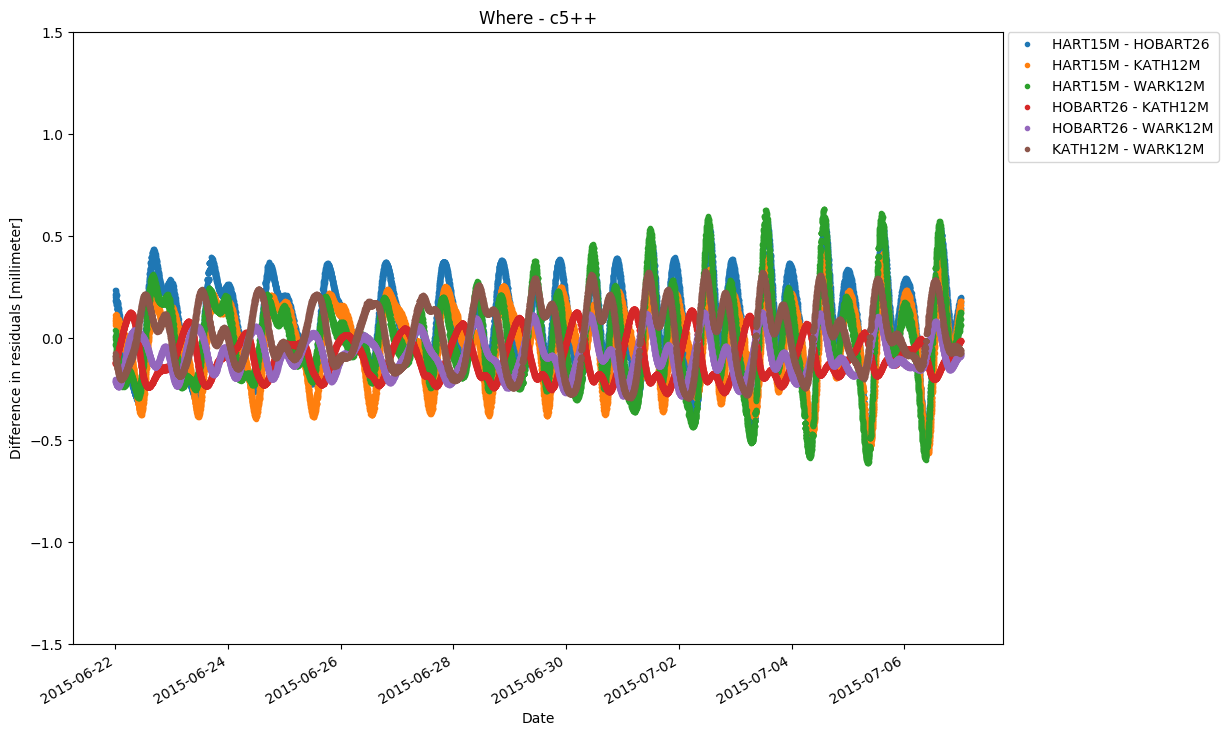 Where - c5++
1.5
1.0
0.5
0.0
−0.5
−1.0
−1.5
Difference in residuals [millimeter]
2015-06-22
2015-06-24
2015-06-26
2015-06-28
2015-06-30
2015-07-02
2015-07-04
2015-07-06
Date
HART15M - HOBART26
HART15M - KATH12M
HART15M - WARK12M
HOBART26 - KATH12M
HOBART26 - WARK12M
KATH12M - WARK12M